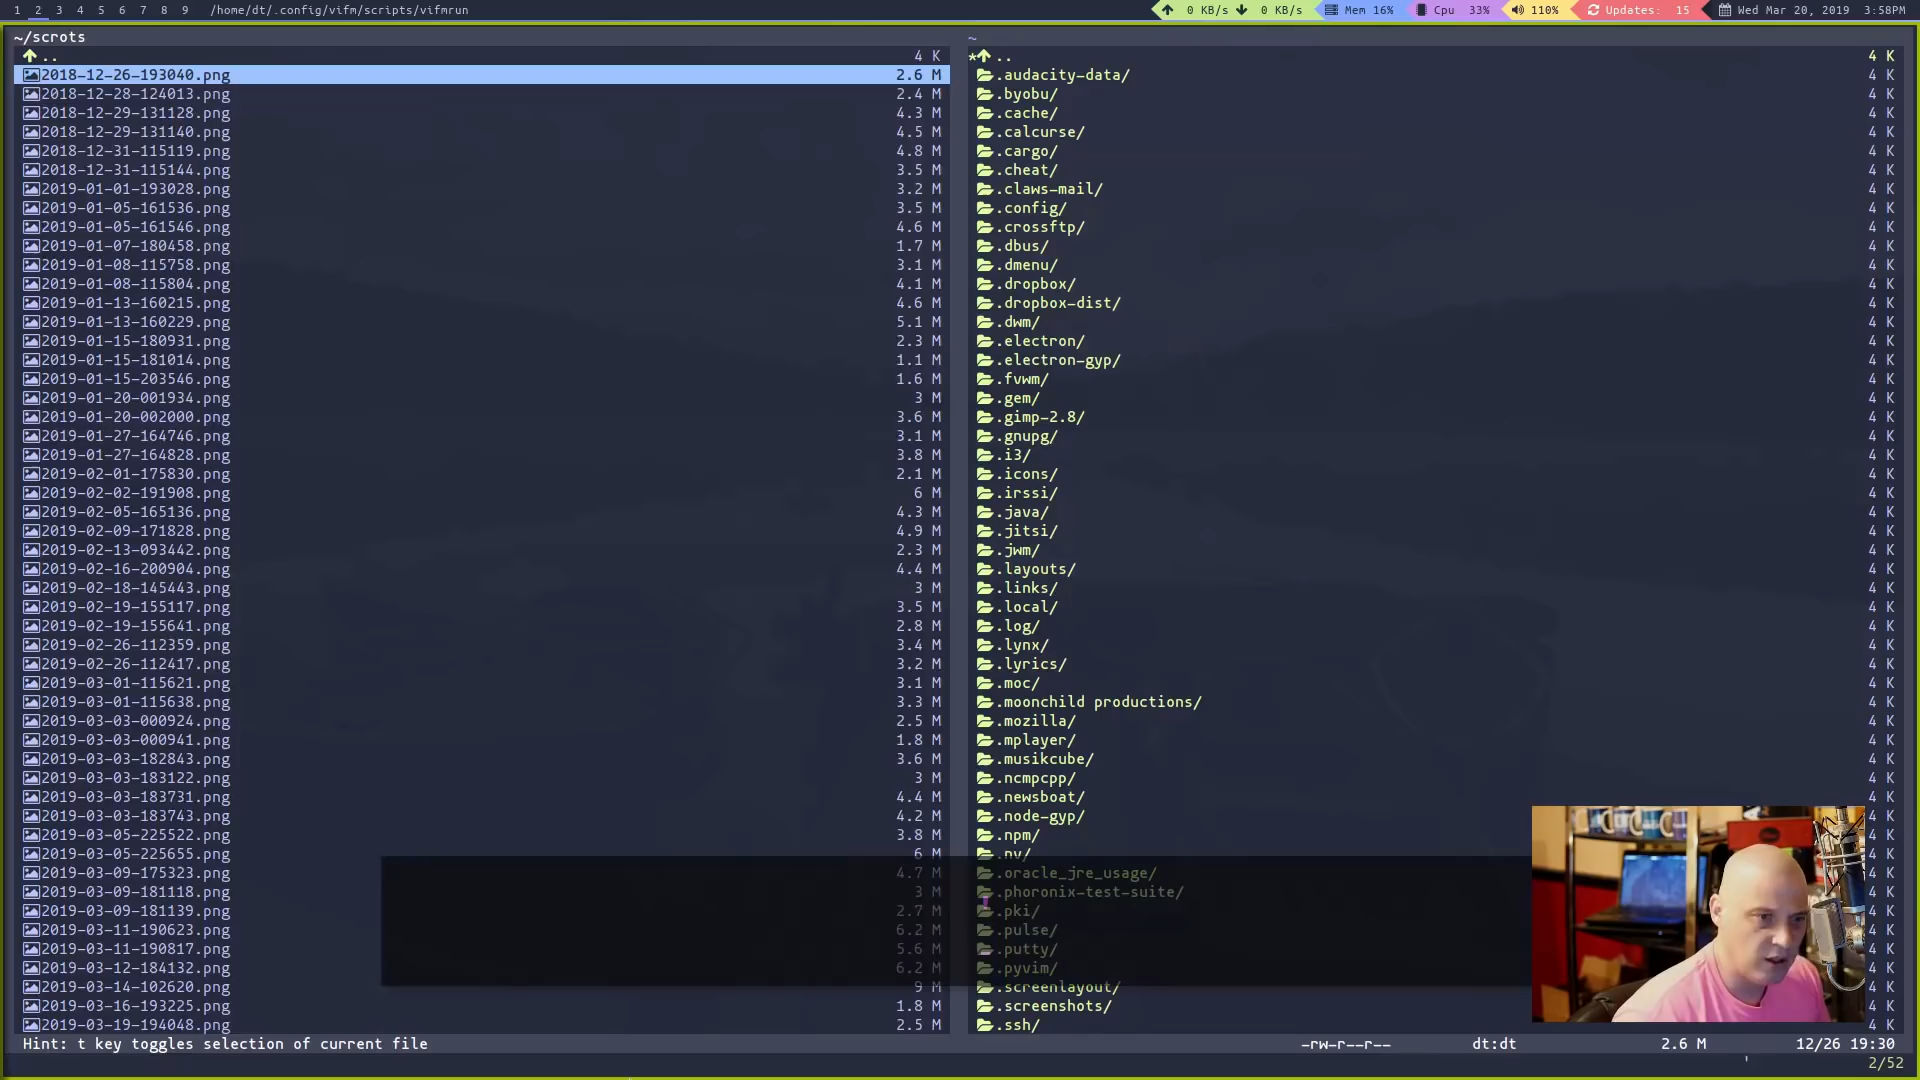 1 2 3 4 5 6 7 8 9 /home/dt/.config/vifm/scripts/vifmrun 0 KB/s 0 KB/s Mem 16% Cpu 33% 110% Updates: 15 Wed Mar 20, 2019 3:58PM
~/scrots
.. 4 K
2018-12-26-193040.png 2.6 M
2018-12-28-124013.png 2.4 M
2018-12-29-131128.png 4.3 M
2018-12-29-131140.png 4.5 M
2018-12-31-115119.png 4.8 M
2018-12-31-115144.png 3.5 M
2019-01-01-193028.png 3.2 M
2019-01-05-161536.png 3.5 M
2019-01-05-161546.png 4.6 M
2019-01-07-180458.png 1.7 M
2019-01-08-115758.png 3.1 M
2019-01-08-115804.png 4.1 M
2019-01-13-160215.png 4.6 M
2019-01-13-160229.png 5.1 M
2019-01-15-180931.png 2.3 M
2019-01-15-181014.png 1.1 M
2019-01-15-203546.png 1.6 M
2019-01-20-001934.png 3 M
2019-01-20-002000.png 3.6 M
2019-01-27-164746.png 3.1 M
2019-01-27-164828.png 3.8 M
2019-02-01-175830.png 2.1 M
2019-02-02-191908.png 6 M
2019-02-05-165136.png 4.3 M
2019-02-09-171828.png 4.9 M
2019-02-13-093442.png 2.3 M
2019-02-16-200904.png 4.4 M
2019-02-18-145443.png 3 M
2019-02-19-155117.png 3.5 M
2019-02-19-155641.png 2.8 M
2019-02-26-112359.png 3.4 M
2019-02-26-112417.png 3.2 M
2019-03-01-115621.png 3.1 M
2019-03-01-115638.png 3.3 M
2019-03-03-000924.png 2.5 M
2019-03-03-000941.png 1.8 M
2019-03-03-182843.png 3.6 M
2019-03-03-183122.png 3 M
2019-03-03-183731.png 4.4 M
2019-03-03-183743.png 4.2 M
2019-03-05-225522.png 3.8 M
2019-03-05-225655.png 6 M
2019-03-09-175323.png 4.7 M
2019-03-09-181118.png 3 M
2019-03-09-181139.png 2.7 M
2019-03-11-190623.png 6.2 M
2019-03-11-190817.png 5.6 M
2019-03-12-184132.png 6.2 M
2019-03-14-102620.png 9 M
2019-03-16-193225.png 1.8 M
2019-03-19-194048.png 2.5 M
~
*.. 4 K
.audacity-data/ 4 K
.byobu/ 4 K
.cache/ 4 K
.calcurse/ 4 K
.cargo/ 4 K
.cheat/ 4 K
.claws-mail/ 4 K
.config/ 4 K
.crossftp/ 4 K
.dbus/ 4 K
.dmenu/ 4 K
.dropbox/ 4 K
.dropbox-dist/ 4 K
.dwm/ 4 K
.electron/ 4 K
.electron-gyp/ 4 K
.fvwm/ 4 K
.gem/ 4 K
.gimp-2.8/ 4 K
.gnupg/ 4 K
.i3/ 4 K
.icons/ 4 K
.irssi/ 4 K
.java/ 4 K
.jitsi/ 4 K
.jwm/ 4 K
.layouts/ 4 K
.links/ 4 K
.local/ 4 K
.log/ 4 K
.lynx/ 4 K
.lyrics/ 4 K
.moc/ 4 K
.moonchild productions/ 4 K
.mozilla/ 4 K
.mplayer/ 4 K
.musikcube/ 4 K
.ncmpcpp/ 4 K
.newsboat/ 4 K
.node-gyp/ 4 K
.npm/ 4 K
.nv/ 4 K
.oracle_jre_usage/ 4 K
.phoronix-test-suite/ 4 K
.pki/ 4 K
.pulse/ 4 K
.putty/ 4 K
.pyvim/ 4 K
.screenlayout/ 4 K
.screenshots/ 4 K
.ssh/ 4 K
Hint: t key toggles selection of current file -rw-r--r-- dt:dt 2.6 M 12/26 19:30
' 2/52